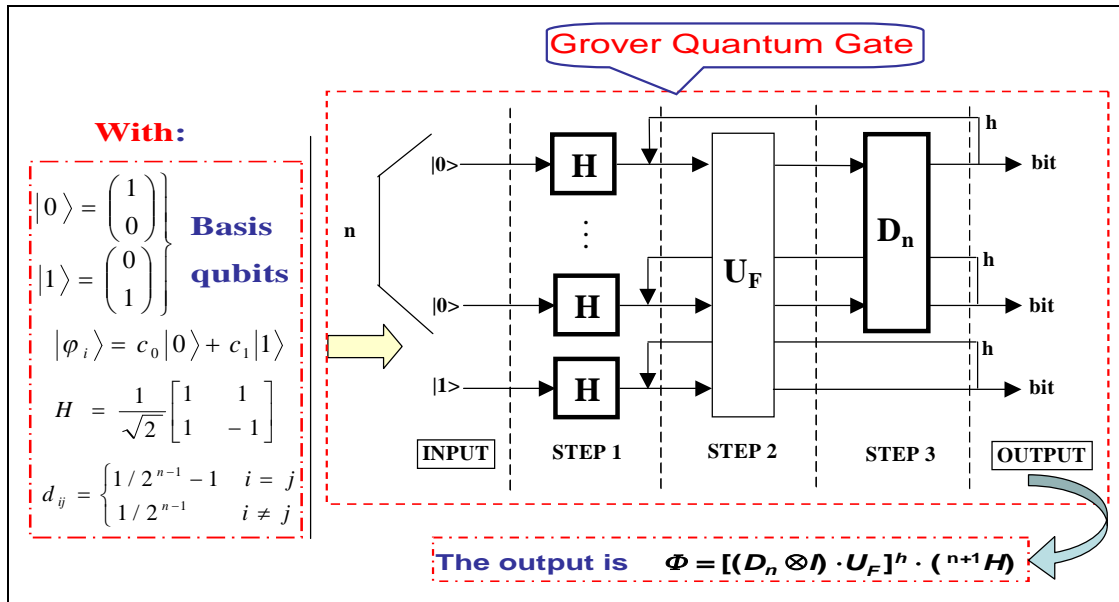 Grover Quantum Gate
With:
|0⟩ = (1 0)
|1⟩ = (0 1)
Basis
qubits
|φ_i⟩ = c_0|0⟩ + c_1|1⟩
H = 1/√2 [1 1 1 −1]
d_ij = { 1/2^{n−1} − 1 i = j
1/2^{n−1} i ≠ j
n
|0>
H
h
bit
⋮
|0>
H
h
bit
|1>
H
h
bit
U_F
D_n
INPUT
STEP 1
STEP 2
STEP 3
OUTPUT
The output is Φ = [(D_n ⊗ I) · U_F]^h · (^{n+1}H)